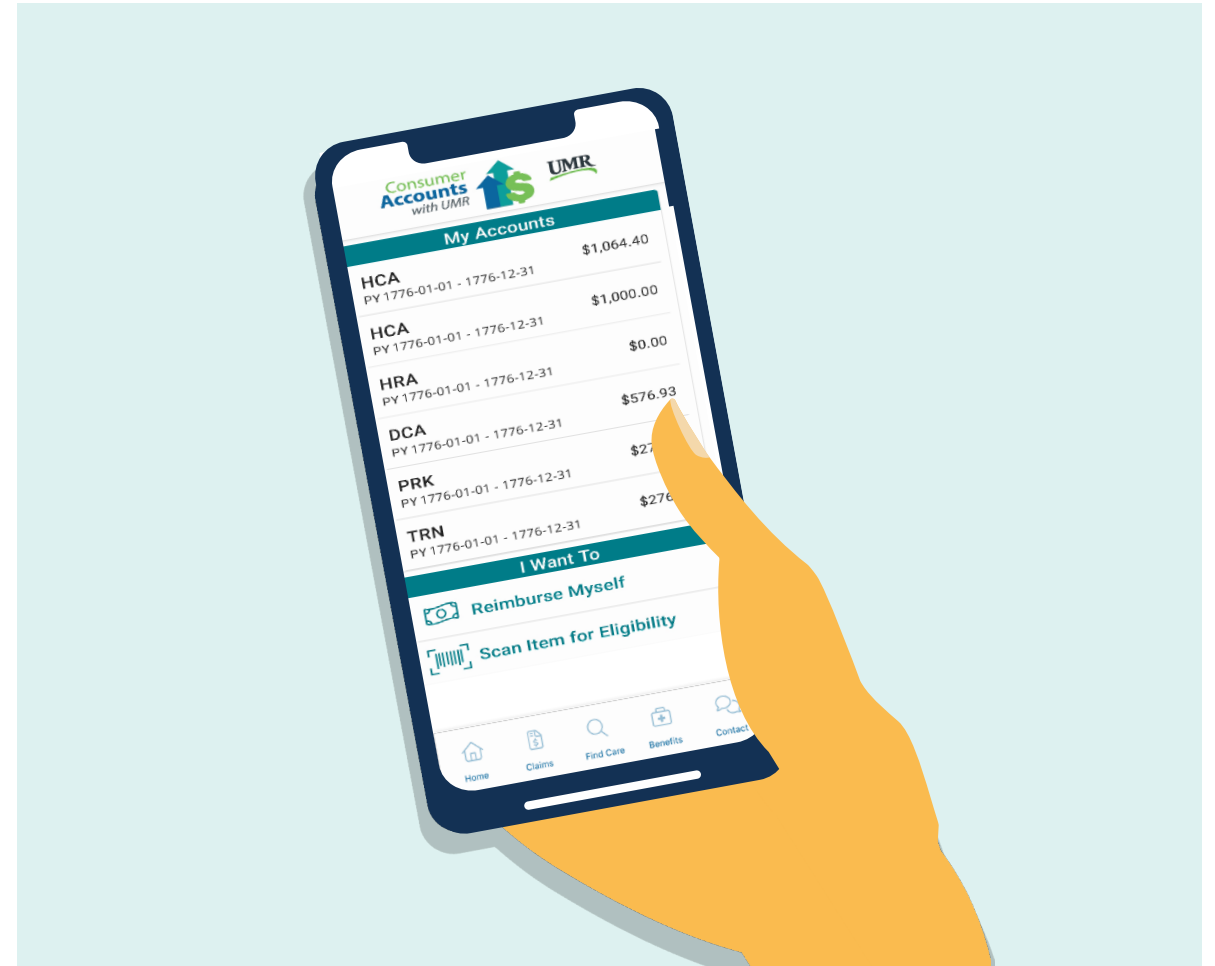 Consumer
Accounts
with UMR
UMR
My Accounts
HCA
$1,064.40
PY 1776-01-01 - 1776-12-31
HCA
$1,000.00
PY 1776-01-01 - 1776-12-31
HRA
$0.00
PY 1776-01-01 - 1776-12-31
DCA
$576.93
PY 1776-01-01 - 1776-12-31
PRK
PY 1776-01-01 - 1776-12-31
TRN
PY 1776-01-01 - 1776-12-31
I Want To
Reimburse Myself
Scan Item for Eligibility
Home
Claims
Find Care
Benefits
Contact